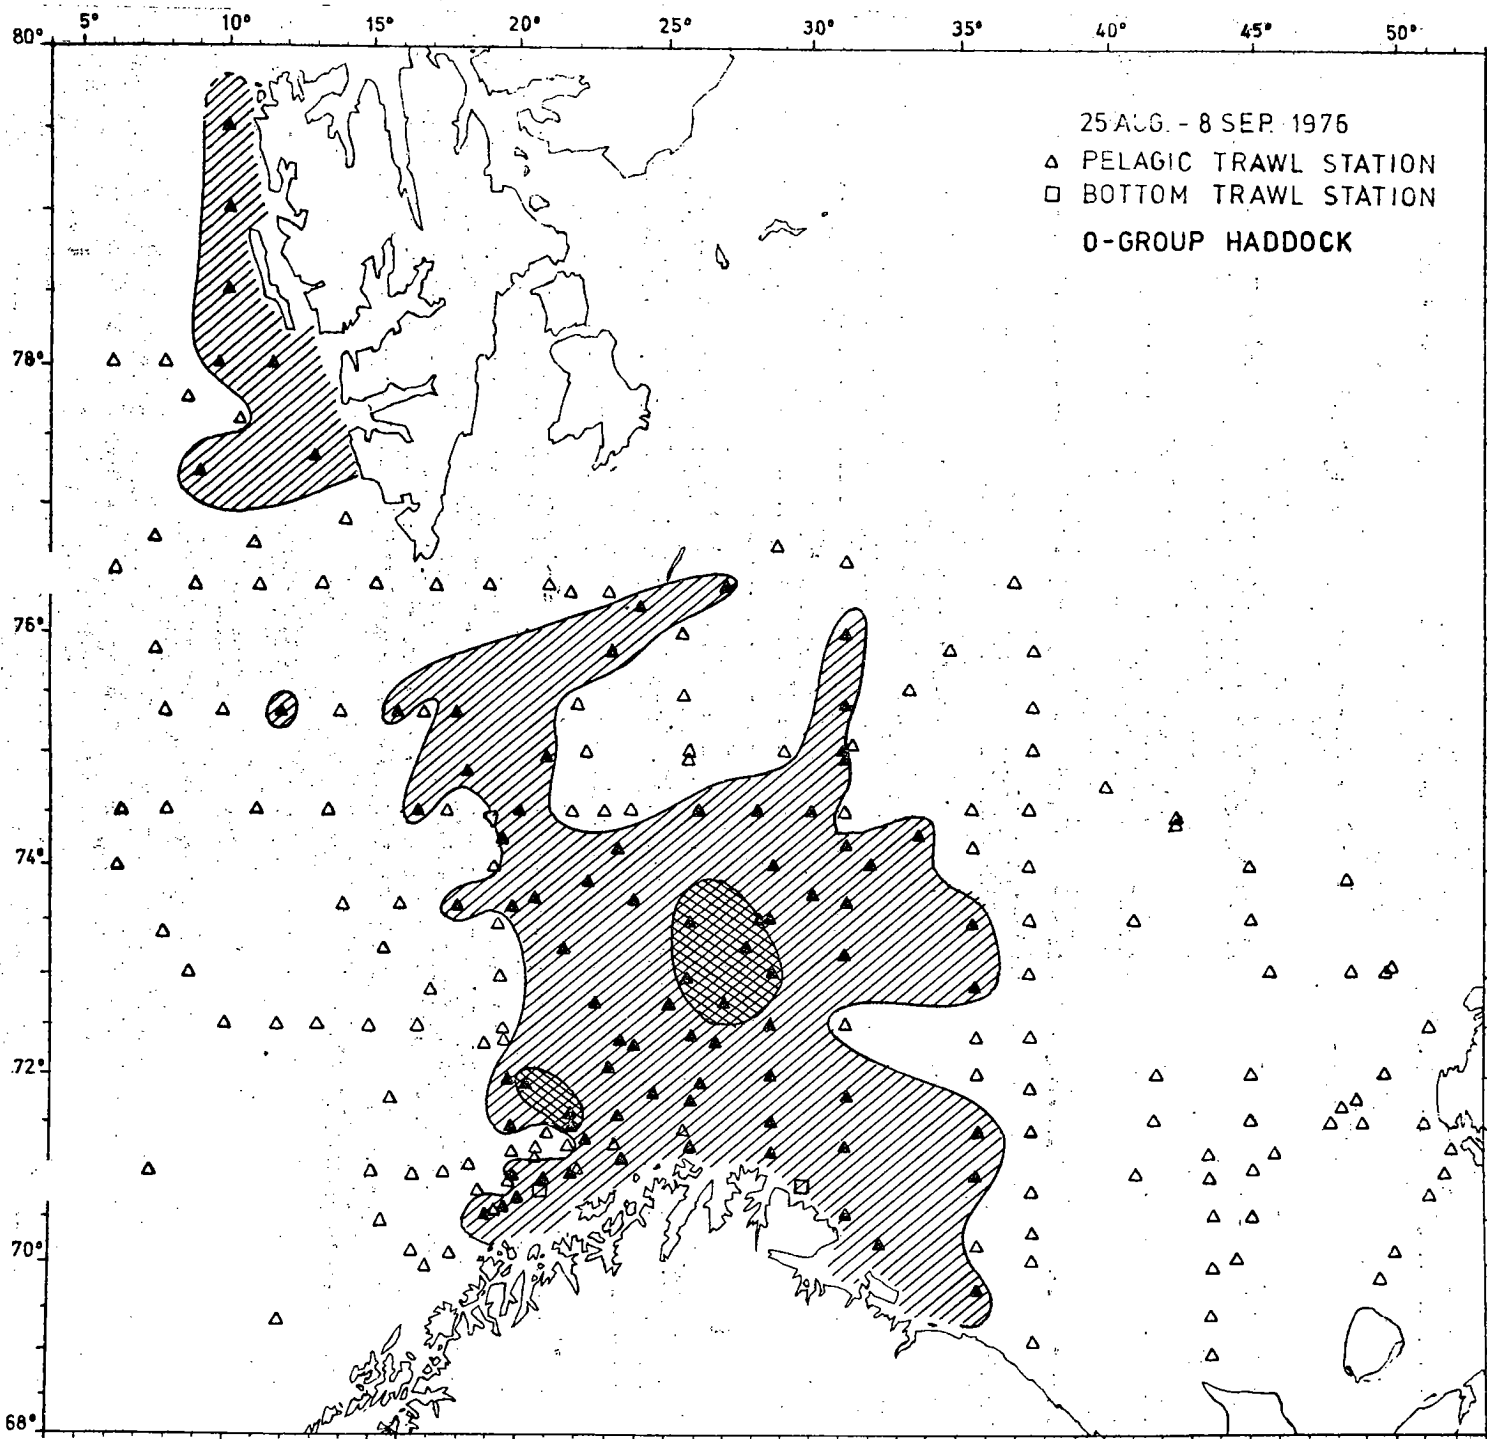 5° 10° 15° 20° 25° 30° 35° 40° 45° 50°
80°
25 AUG. - 8 SEP. 1976
PELAGIC TRAWL STATION
BOTTOM TRAWL STATION
0-GROUP HADDOCK
78°
76°
74°
72°
70°
68°